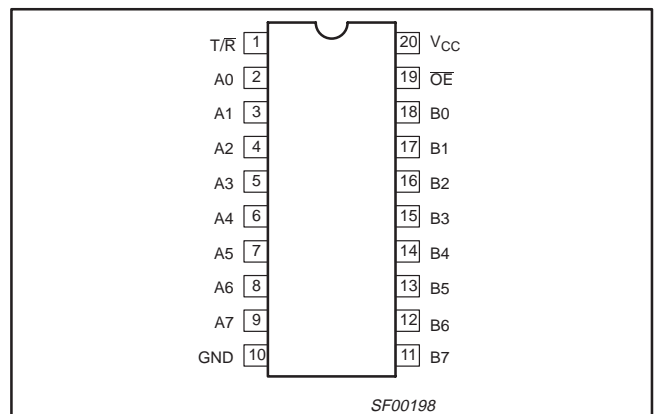 T/R̅ 1 20 VCC
A0 2 19 O̅E̅
A1 3 18 B0
A2 4 17 B1
A3 5 16 B2
A4 6 15 B3
A5 7 14 B4
A6 8 13 B5
A7 9 12 B6
GND 10 11 B7
SF00198